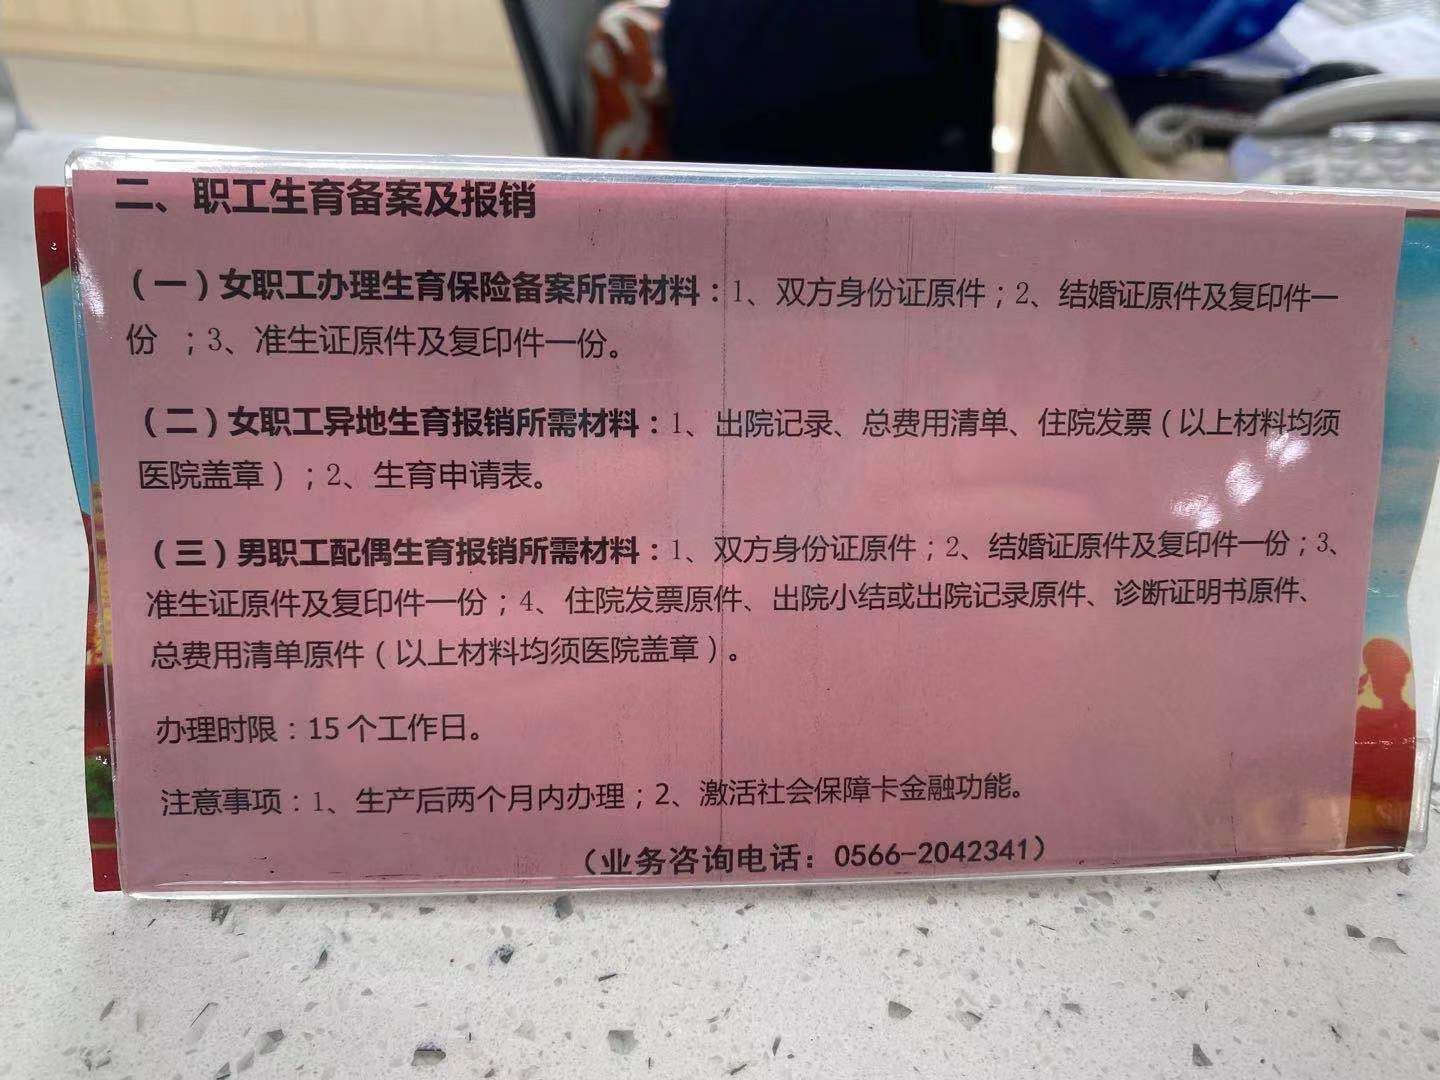 二、职工生育备案及报销
（一）女职工办理生育保险备案所需材料：1、双方身份证原件；2、结婚证原件及复印件一
份 ；3、准生证原件及复印件一份。
（二）女职工异地生育报销所需材料：1、出院记录、总费用清单、住院发票（以上材料均须
医院盖章）；2、生育申请表。
（三）男职工配偶生育报销所需材料：1、双方身份证原件；2、结婚证原件及复印件一份；3、
准生证原件及复印件一份；4、住院发票原件、出院小结或出院记录原件、诊断证明书原件、
总费用清单原件（以上材料均须医院盖章）。
办理时限：15个工作日。
注意事项：1、生产后两个月内办理；2、激活社会保障卡金融功能。
（业务咨询电话：0566-2042341）